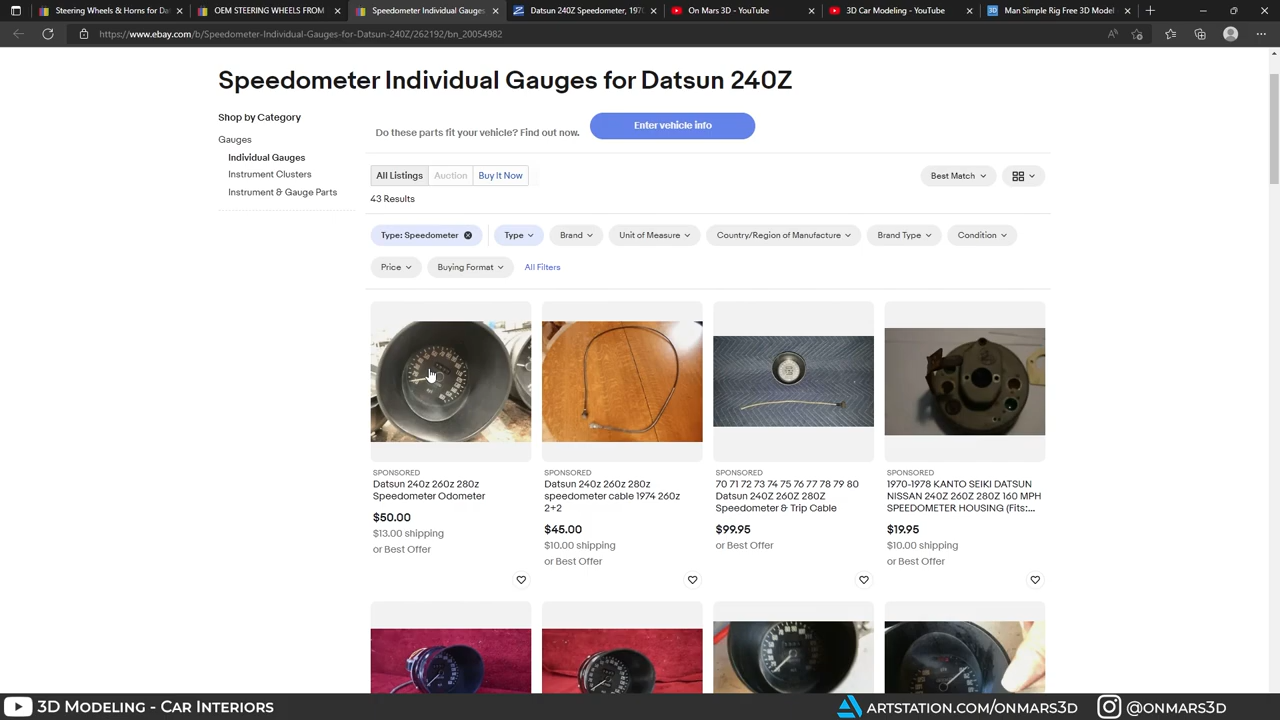 Steering Wheels & Horns for Dat
OEM STEERING WHEELS FROM
Speedometer Individual Gauges
Datsun 240Z Speedometer, 197
On Mars 3D - YouTube
3D Car Modeling - YouTube
Man Simple Rig Free 3D Model
https://www.ebay.com/b/Speedometer-Individual-Gauges-for-Datsun-240Z/262192/bn_20054982
Speedometer Individual Gauges for Datsun 240Z
Shop by Category
Gauges
Individual Gauges
Instrument Clusters
Instrument & Gauge Parts
Do these parts fit your vehicle? Find out now.
Enter vehicle info
All Listings
Auction
Buy It Now
Best Match
43 Results
Type: Speedometer
Type
Brand
Unit of Measure
Country/Region of Manufacture
Brand Type
Condition
Price
Buying Format
All Filters
SPONSORED
Datsun 240z 260z 280z
Speedometer Odometer
$50.00
$13.00 shipping
or Best Offer
SPONSORED
Datsun 240z 260z 280z
speedometer cable 1974 260z
2+2
$45.00
$10.00 shipping
or Best Offer
SPONSORED
70 71 72 73 74 75 76 77 78 79 80
Datsun 240Z 260Z 280Z
Speedometer & Trip Cable
$99.95
or Best Offer
SPONSORED
1970-1978 KANTO SEIKI DATSUN
NISSAN 240Z 260Z 280Z 160 MPH
SPEEDOMETER HOUSING (Fits:...
$19.95
$10.00 shipping
or Best Offer
3D Modeling - CAR INTERIORS
ARTSTATION.COM/ONMARS3D
@ONMARS3D